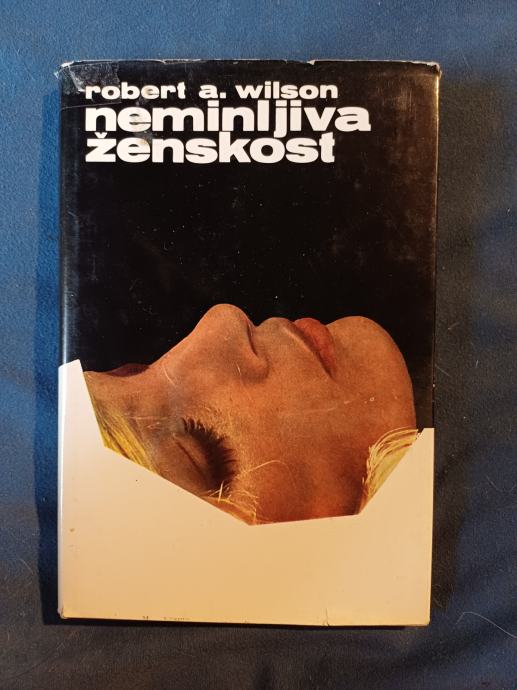 robert a. wilson
neminljiva
ženskost